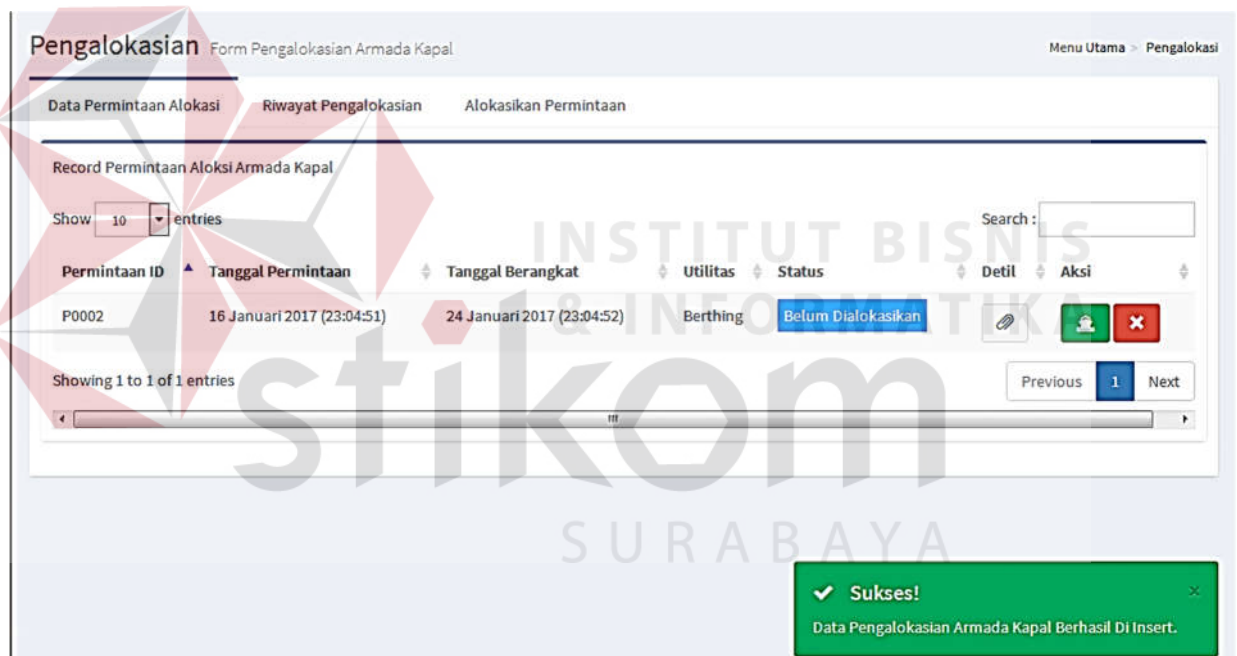 Pengalokasian Form Pengalokasian Armada Kapal
Menu Utama > Pengalokasi
Data Permintaan Alokasi Riwayat Pengalokasian Alokasikan Permintaan
Record Permintaan Aloksi Armada Kapal
Show 10 entries
Search :
Permintaan ID Tanggal Permintaan Tanggal Berangkat Utilitas Status Detil Aksi
P0002 16 Januari 2017 (23:04:51) 24 Januari 2017 (23:04:52) Berthing Belum Dialokasikan
Showing 1 to 1 of 1 entries
Previous 1 Next
INSTITUT BISNIS
& INFORMATIKA
stikom
SURABAYA
Sukses!
Data Pengalokasian Armada Kapal Berhasil Di Insert.